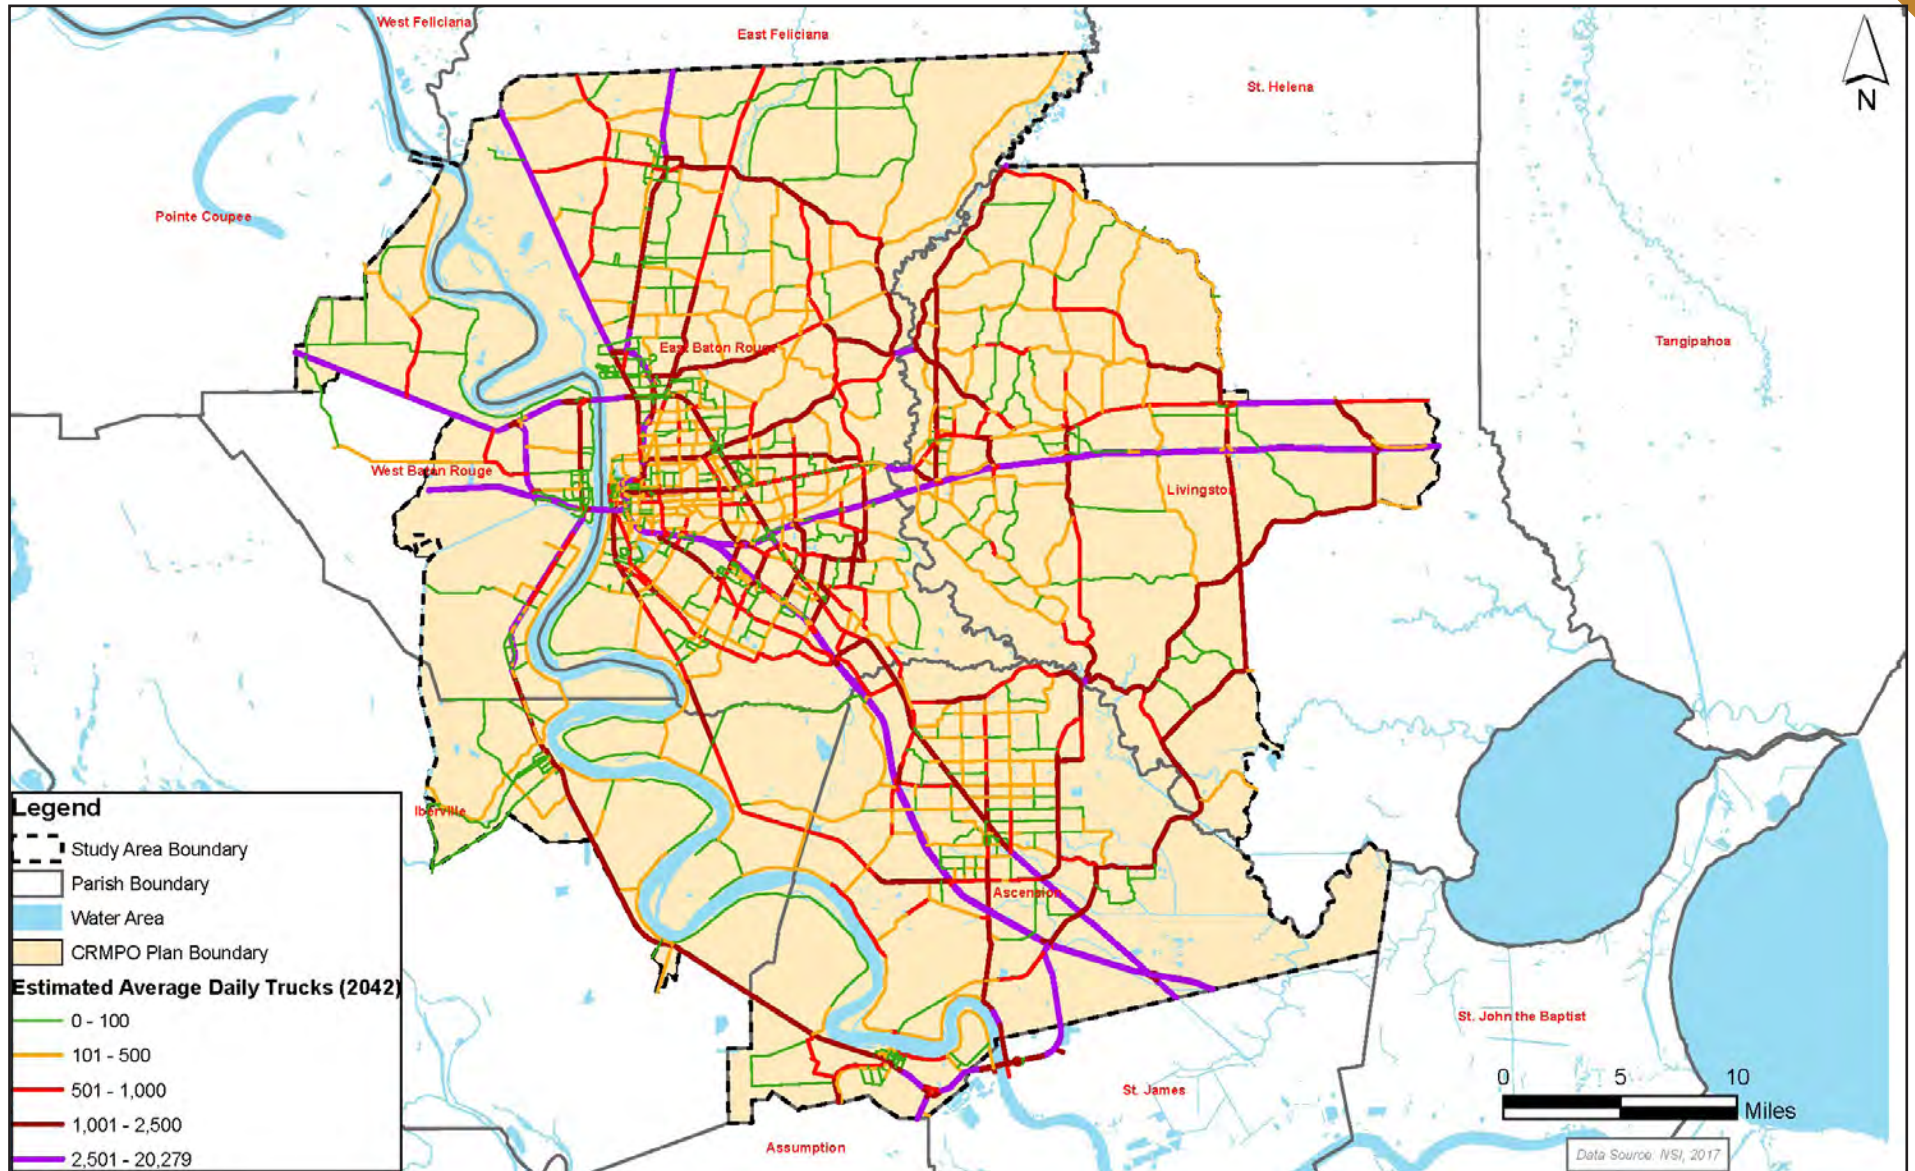 West Feliciana
East Feliciana
St. Helena
N
Pointe Coupee
Tangipahoa
East Baton Rouge
West Baton Rouge
Livingston
Legend
Study Area Boundary
Parish Boundary
Water Area
CRMPO Plan Boundary
Estimated Average Daily Trucks (2042)
0 - 100
101 - 500
501 - 1,000
1,001 - 2,500
2,501 - 20,279
Iberville
Ascension
St. John the Baptist
St. James
Assumption
0 5 10
Miles
Data Source: NSI, 2017